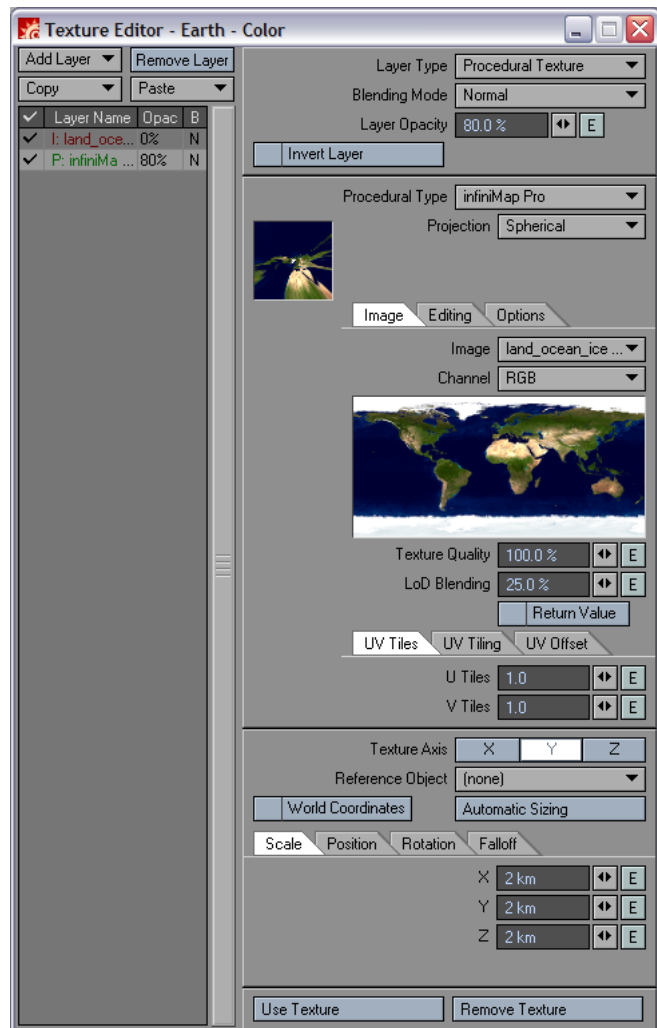 Texture Editor - Earth - Color
Add Layer
Remove Layer
Copy
Paste
Layer Name Opac B
I: land_oce... 0% N
P: infiniMa ... 80% N
Layer Type Procedural Texture
Blending Mode Normal
Layer Opacity 80.0 % E
Invert Layer
Procedural Type infiniMap Pro
Projection Spherical
Image Editing Options
Image land_ocean_ice ...
Channel RGB
Texture Quality 100.0 % E
LoD Blending 25.0 % E
Return Value
UV Tiles UV Tiling UV Offset
U Tiles 1.0 E
V Tiles 1.0 E
Texture Axis X Y Z
Reference Object (none)
World Coordinates Automatic Sizing
Scale Position Rotation Falloff
X 2 km E
Y 2 km E
Z 2 km E
Use Texture Remove Texture